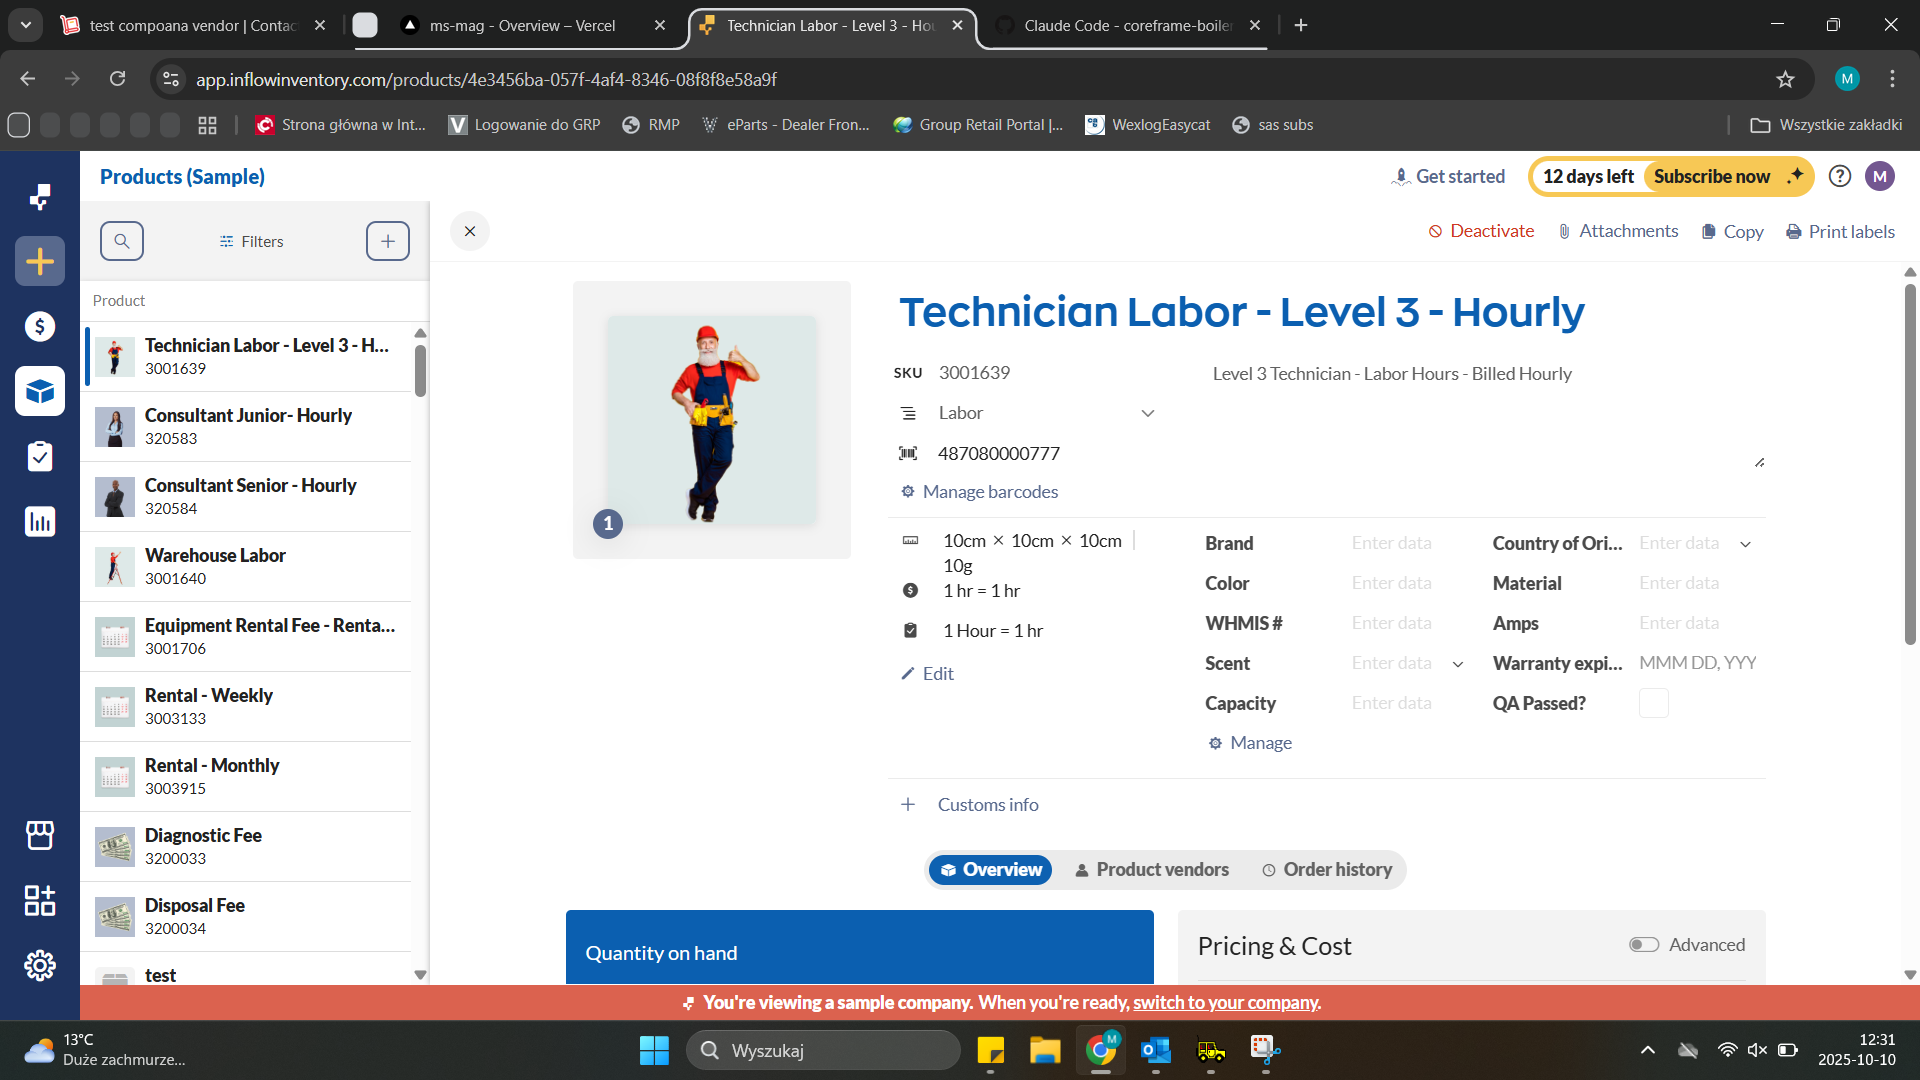 test compoana vendor | Contac
ms-mag - Overview – Vercel
Technician Labor - Level 3 - Hou
Claude Code - coreframe-boiler
app.inflowinventory.com/products/4e3456ba-057f-4af4-8346-08f8f8e58a9f
M
Strona główna w Int...
Logowanie do GRP
RMP
eParts - Dealer Fron...
Group Retail Portal |...
WexlogEasycat
sas subs
Wszystkie zakładki
Products (Sample)
Get started
12 days left
Subscribe now
M
Filters
Deactivate
Attachments
Copy
Print labels
Product
Technician Labor - Level 3 - H...
3001639
Consultant Junior- Hourly
320583
Consultant Senior - Hourly
320584
Warehouse Labor
3001640
Equipment Rental Fee - Renta...
3001706
Rental - Weekly
3003133
Rental - Monthly
3003915
Diagnostic Fee
3200033
Disposal Fee
3200034
test
1
Technician Labor - Level 3 - Hourly
SKU 3001639
Level 3 Technician - Labor Hours - Billed Hourly
Labor
487080000777
Manage barcodes
10cm × 10cm × 10cm
10g
1 hr = 1 hr
1 Hour = 1 hr
Edit
Brand Enter data
Country of Ori... Enter data
Color Enter data
Material Enter data
WHMIS # Enter data
Amps Enter data
Scent Enter data
Warranty expi... MMM DD, YYY
Capacity Enter data
QA Passed?
Manage
Customs info
Overview
Product vendors
Order history
Quantity on hand
Pricing & Cost
Advanced
You're viewing a sample company. When you're ready, switch to your company.
13°C
Duże zachmurze...
Wyszukaj
M
12:31
2025-10-10